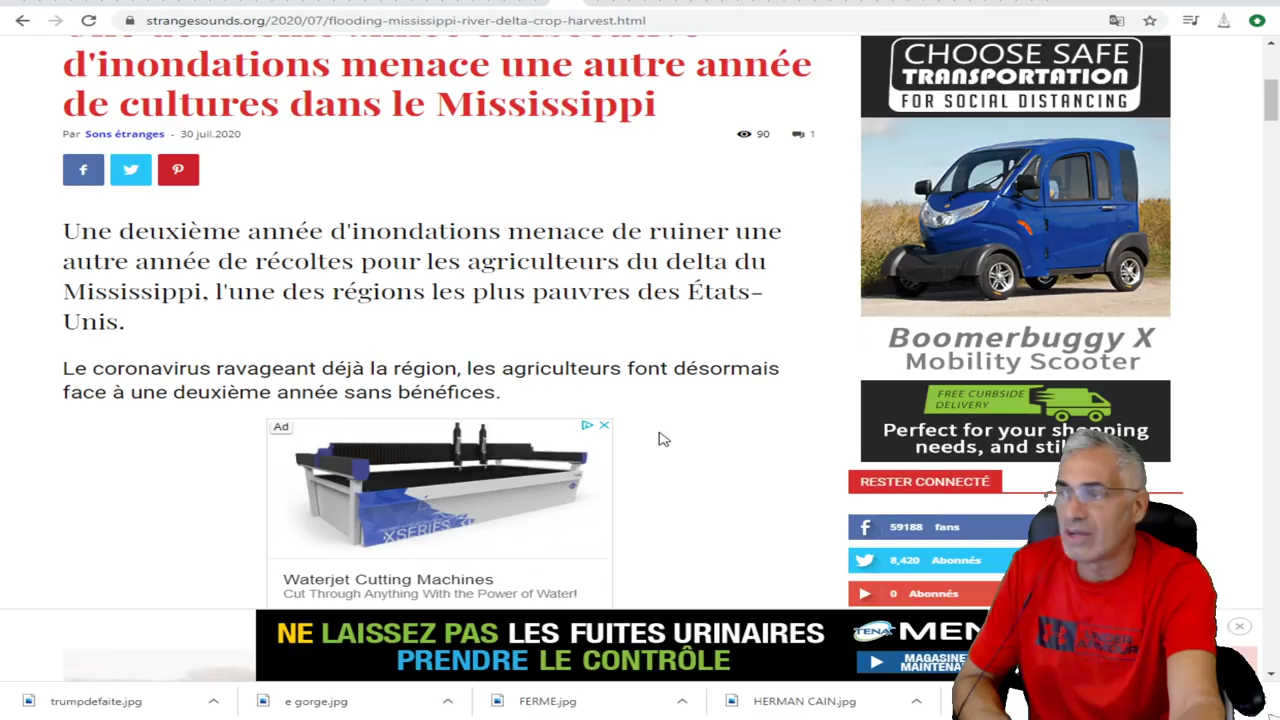 strangesounds.org/2020/07/flooding-mississippi-river-delta-crop-harvest.html
d'inondations menace une autre année
de cultures dans le Mississippi
Par Sons étranges - 30 juil.2020
90
1
Une deuxième année d'inondations menace de ruiner une
autre année de récoltes pour les agriculteurs du delta du
Mississippi, l'une des régions les plus pauvres des États-
Unis.
Le coronavirus ravageant déjà la région, les agriculteurs font désormais
face à une deuxième année sans bénéfices.
Ad
XSERIES
Waterjet Cutting Machines
Cut Through Anything With the Power of Water!
CHOOSE SAFE
TRANSPORTATION
FOR SOCIAL DISTANCING
Boomerbuggy X
Mobility Scooter
FREE CURBSIDE
DELIVERY
Perfect for your shopping
needs, and
RESTER CONNECTÉ
59188 fans
8,420 Abonnés
0 Abonnés
NE LAISSEZ PAS LES FUITES URINAIRES
PRENDRE LE CONTRÔLE
TENA MEN
MAGASINE
MAINTENA
UNDER ARMOUR
trumpdefaite.jpg
e gorge.jpg
FERME.jpg
HERMAN CAIN.jpg